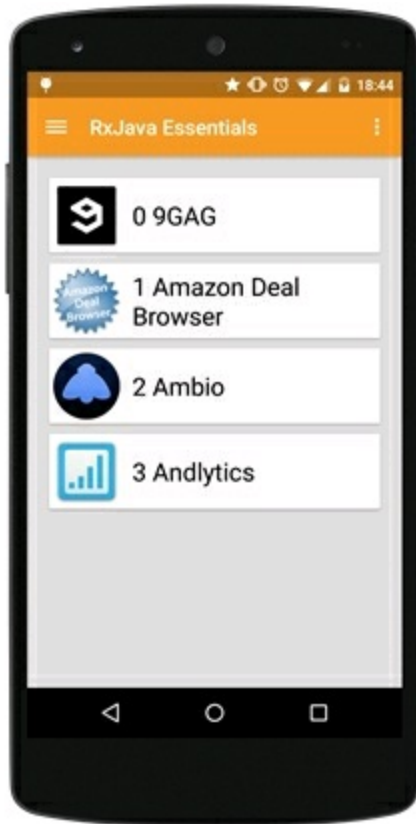 18:44
RxJava Essentials
0 9GAG
Amazon
Deal
Browser
1 Amazon Deal
Browser
2 Ambio
3 Andlytics